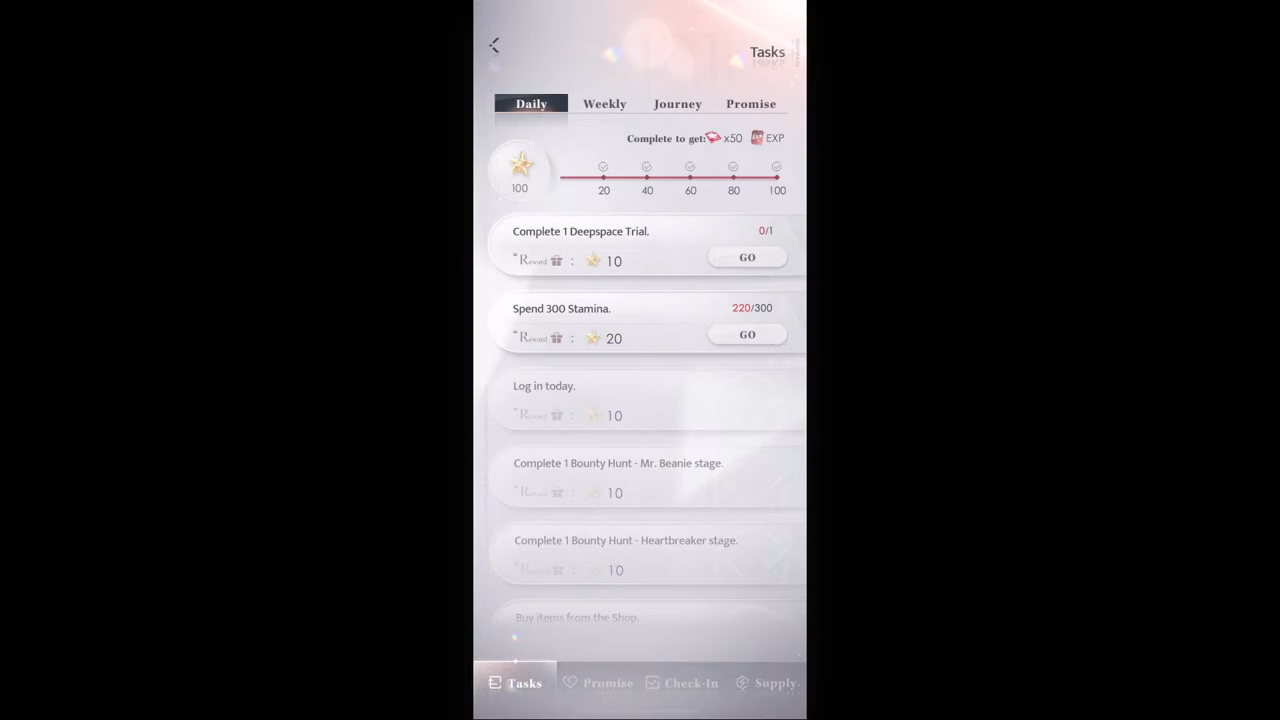 Tasks
Daily Weekly Journey Promise
Complete to get: x50 EXP
100
20 40 60 80 100
Complete 1 Deepspace Trial. 0/1
Reward : 10 GO
Spend 300 Stamina. 220/300
Reward : 20 GO
Log in today.
Reward : 10
Complete 1 Bounty Hunt - Mr. Beanie stage.
Reward : 10
Complete 1 Bounty Hunt - Heartbreaker stage.
Reward : 10
Buy items from the Shop.
Tasks Promise Check-In Supply